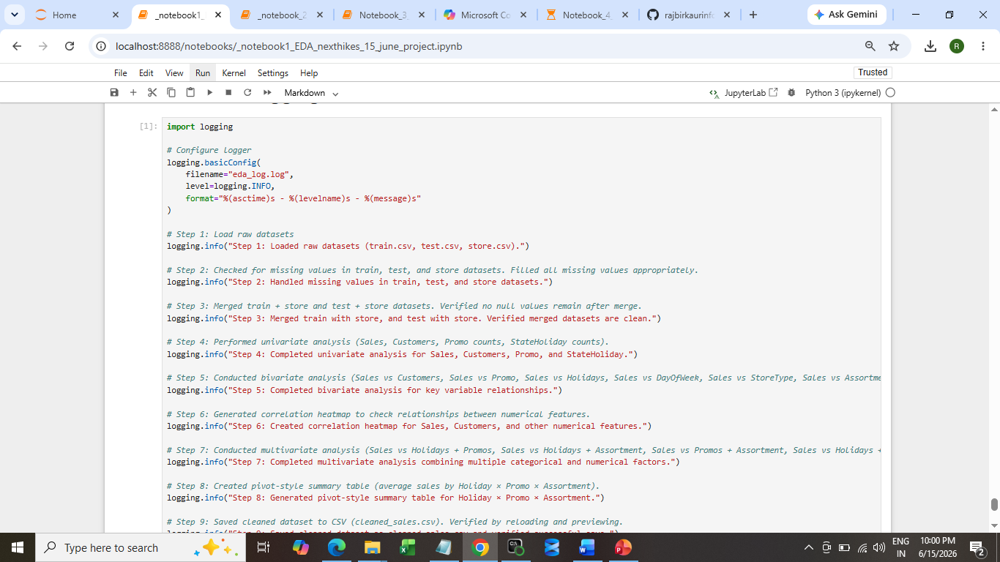 Home
_notebook1_
_notebook_2
Notebook_3
Microsoft Co
Notebook_4
rajbirkaurinfo
Ask Gemini
localhost:8888/notebooks/_notebook1_EDA_nexthikes_15_june_project.ipynb
R
File Edit View Run Kernel Settings Help
Trusted
Markdown
JupyterLab
Python 3 (ipykernel)
[1]:
import logging
# Configure logger
logging.basicConfig(
filename="eda_log.log",
level=logging.INFO,
format="%(asctime)s - %(levelname)s - %(message)s"
)
# Step 1: Load raw datasets
logging.info("Step 1: Loaded raw datasets (train.csv, test.csv, store.csv).")
# Step 2: Checked for missing values in train, test, and store datasets. Filled all missing values appropriately.
logging.info("Step 2: Handled missing values in train, test, and store datasets.")
# Step 3: Merged train + store and test + store datasets. Verified no null values remain after merge.
logging.info("Step 3: Merged train with store, and test with store. Verified merged datasets are clean.")
# Step 4: Performed univariate analysis (Sales, Customers, Promo counts, StateHoliday counts).
logging.info("Step 4: Completed univariate analysis for Sales, Customers, Promo, and StateHoliday.")
# Step 5: Conducted bivariate analysis (Sales vs Customers, Sales vs Promo, Sales vs Holidays, Sales vs DayOfWeek, Sales vs StoreType, Sales vs Assortme
logging.info("Step 5: Completed bivariate analysis for key variable relationships.")
# Step 6: Generated correlation heatmap to check relationships between numerical features.
logging.info("Step 6: Created correlation heatmap for Sales, Customers, and other numerical features.")
# Step 7: Conducted multivariate analysis (Sales vs Holidays + Promos, Sales vs Holidays + Assortment, Sales vs Promos + Assortment, Sales vs Holidays +
logging.info("Step 7: Completed multivariate analysis combining multiple categorical and numerical factors.")
# Step 8: Created pivot-style summary table (average sales by Holiday × Promo × Assortment).
logging.info("Step 8: Generated pivot-style summary table for Holiday × Promo × Assortment.")
# Step 9: Saved cleaned dataset to CSV (cleaned_sales.csv). Verified by reloading and previewing.
Type here to search
ENG
IN
10:00 PM
6/15/2026
2